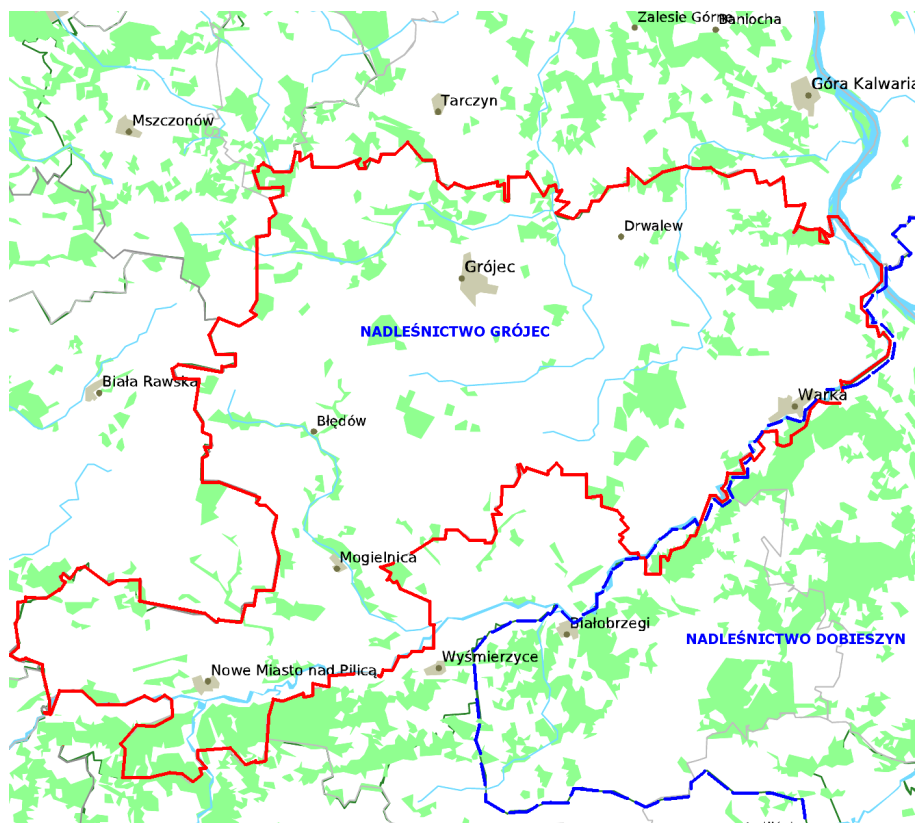 Zalesie Górne
Baniocha
Góra Kalwaria
Tarczyn
Mszczonów
Drwalew
Grójec
NADLEŚNICTWO GRÓJEC
Biała Rawska
Warka
Błędów
Mogielnica
Białobrzegi
NADLEŚNICTWO DOBIESZYN
Wyśmierzyce
Nowe Miasto nad Pilicą